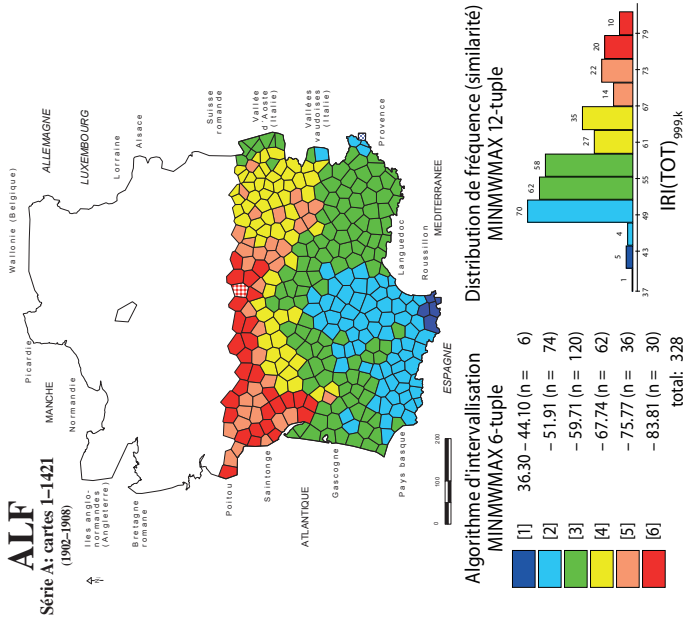 ALF
Série A: cartes 1–1421
(1902–1908)
N
Wallonie (Belgique)
Picardie
MANCHE
Normandie
Iles anglo-
normandes
(Angleterre)
Bretagne
romane
ALLEMAGNE
LUXEMBOURG
Lorraine
Alsace
Suisse
romande
Vallée
d'Aoste
(Italie)
Vallées
vaudoises
(Italie)
Provence
Poitou
Saintonge
ATLANTIQUE
Gascogne
Pays basque
Languedoc
Roussillon
MEDITERRANEE
ESPAGNE
0 100 200
Algorithme d'intervallisation
MINMWMAX 6-tuple
[1] 36.30 – 44.10 (n = 6)
[2] – 51.91 (n = 74)
[3] – 59.71 (n = 120)
[4] – 67.74 (n = 62)
[5] – 75.77 (n = 36)
[6] – 83.81 (n = 30)
total: 328
Distribution de fréquence (similarité)
MINMWMAX 12-tuple
1 5 4 70 62 58 27 35 14 22 20 10
37 43 49 55 61 67 73 79
IRI(TOT)999,k